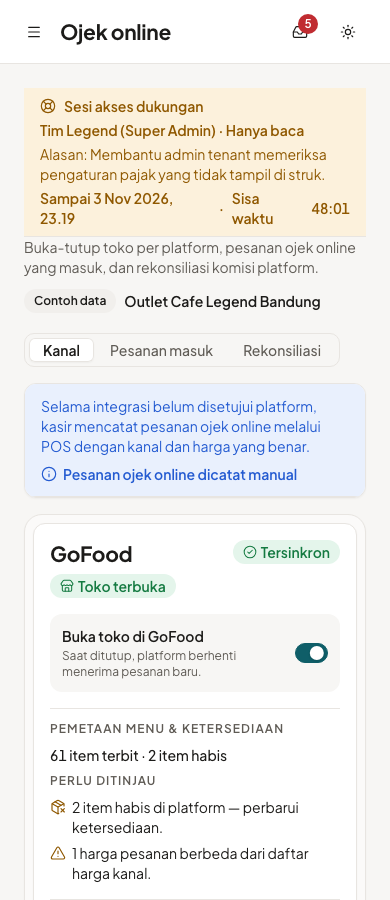 Ojek online
5
Sesi akses dukungan
Tim Legend (Super Admin) · Hanya baca
Alasan: Membantu admin tenant memeriksa
pengaturan pajak yang tidak tampil di struk.
Sampai 3 Nov 2026, 23.19 · Sisa waktu 48:01
Buka-tutup toko per platform, pesanan ojek online
yang masuk, dan rekonsiliasi komisi platform.
Contoh data Outlet Cafe Legend Bandung
Kanal Pesanan masuk Rekonsiliasi
Selama integrasi belum disetujui platform,
kasir mencatat pesanan ojek online melalui
POS dengan kanal dan harga yang benar.
Pesanan ojek online dicatat manual
GoFood Tersinkron
Toko terbuka
Buka toko di GoFood
Saat ditutup, platform berhenti
menerima pesanan baru.
PEMETAAN MENU & KETERSEDIAAN
61 item terbit · 2 item habis
PERLU DITINJAU
2 item habis di platform — perbarui
ketersediaan.
1 harga pesanan berbeda dari daftar
harga kanal.